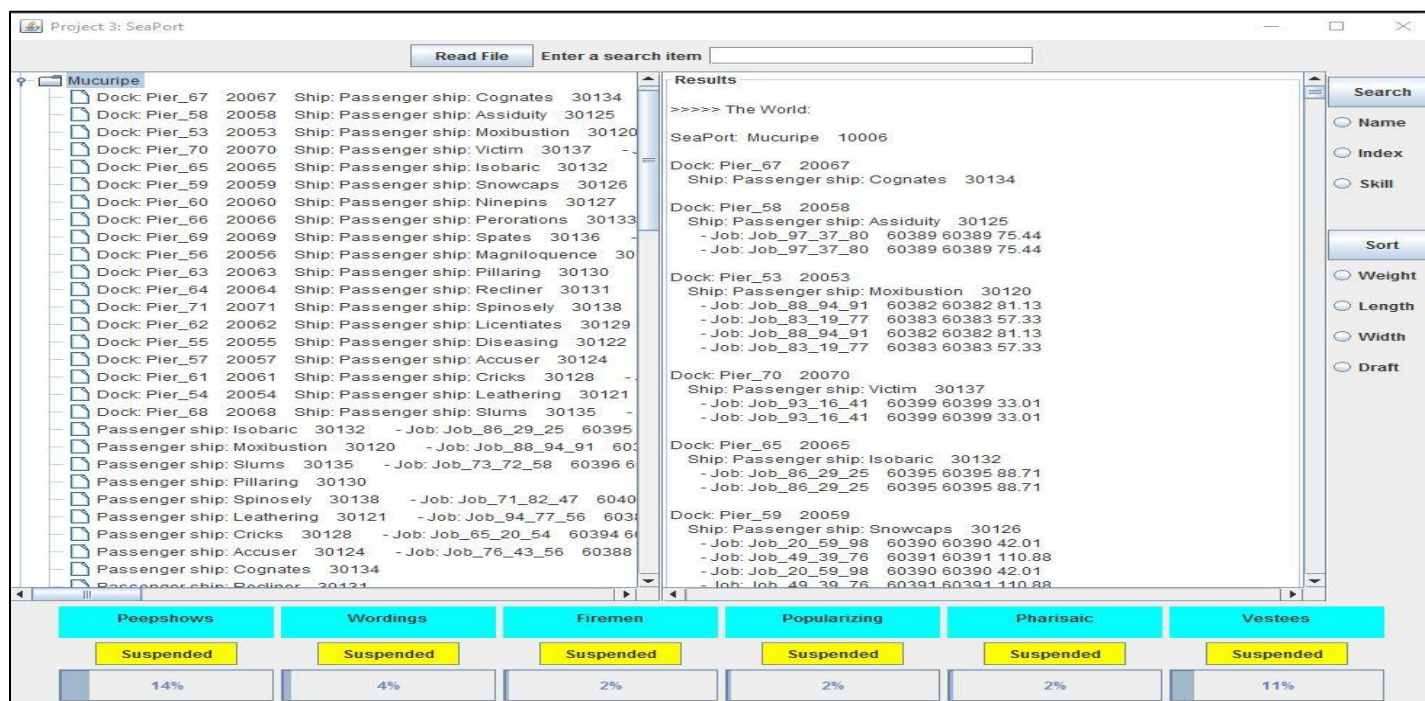 Project 3: SeaPort
Read File Enter a search item
Mucuripe
Dock: Pier_67 20067 Ship: Passenger ship: Cognates 30134
Dock: Pier_58 20058 Ship: Passenger ship: Assiduity 30125
Dock: Pier_53 20053 Ship: Passenger ship: Moxibustion 30120
Dock: Pier_70 20070 Ship: Passenger ship: Victim 30137 -
Dock: Pier_65 20065 Ship: Passenger ship: Isobaric 30132
Dock: Pier_59 20059 Ship: Passenger ship: Snowcaps 30126
Dock: Pier_60 20060 Ship: Passenger ship: Ninepins 30127
Dock: Pier_66 20066 Ship: Passenger ship: Perorations 30133
Dock: Pier_69 20069 Ship: Passenger ship: Spates 30136 -
Dock: Pier_56 20056 Ship: Passenger ship: Magniloquence 30
Dock: Pier_63 20063 Ship: Passenger ship: Pillaring 30130
Dock: Pier_64 20064 Ship: Passenger ship: Recliner 30131
Dock: Pier_71 20071 Ship: Passenger ship: Spinosely 30138
Dock: Pier_62 20062 Ship: Passenger ship: Licentiates 30129
Dock: Pier_55 20055 Ship: Passenger ship: Diseasing 30122
Dock: Pier_57 20057 Ship: Passenger ship: Accuser 30124
Dock: Pier_61 20061 Ship: Passenger ship: Cricks 30128 -
Dock: Pier_54 20054 Ship: Passenger ship: Leathering 30121
Dock: Pier_68 20068 Ship: Passenger ship: Slums 30135 -
Passenger ship: Isobaric 30132 - Job: Job_86_29_25 60395
Passenger ship: Moxibustion 30120 - Job: Job_88_94_91 603
Passenger ship: Slums 30135 - Job: Job_73_72_58 60396 6
Passenger ship: Pillaring 30130
Passenger ship: Spinosely 30138 - Job: Job_71_82_47 6040
Passenger ship: Leathering 30121 - Job: Job_94_77_56 603
Passenger ship: Cricks 30128 - Job: Job_65_20_54 60394 6
Passenger ship: Accuser 30124 - Job: Job_76_43_56 60388
Passenger ship: Cognates 30134
Passenger ship: Recliner 30131
Results
>>>>> The World:
SeaPort: Mucuripe 10006
Dock: Pier_67 20067
Ship: Passenger ship: Cognates 30134
Dock: Pier_58 20058
Ship: Passenger ship: Assiduity 30125
- Job: Job_97_37_80 60389 60389 75.44
- Job: Job_97_37_80 60389 60389 75.44
Dock: Pier_53 20053
Ship: Passenger ship: Moxibustion 30120
- Job: Job_88_94_91 60382 60382 81.13
- Job: Job_83_19_77 60383 60383 57.33
- Job: Job_88_94_91 60382 60382 81.13
- Job: Job_83_19_77 60383 60383 57.33
Dock: Pier_70 20070
Ship: Passenger ship: Victim 30137
- Job: Job_93_16_41 60399 60399 33.01
- Job: Job_93_16_41 60399 60399 33.01
Dock: Pier_65 20065
Ship: Passenger ship: Isobaric 30132
- Job: Job_86_29_25 60395 60395 88.71
- Job: Job_86_29_25 60395 60395 88.71
Dock: Pier_59 20059
Ship: Passenger ship: Snowcaps 30126
- Job: Job_20_59_98 60390 60390 42.01
- Job: Job_49_39_76 60391 60391 110.88
- Job: Job_20_59_98 60390 60390 42.01
- Job: Job_49_39_76 60391 60391 110.88
Search
Name
Index
Skill
Sort
Weight
Length
Width
Draft
Peepshows Wordings Firemen Popularizing Pharisaic Vestees
Suspended Suspended Suspended Suspended Suspended Suspended
14% 4% 2% 2% 2% 11%